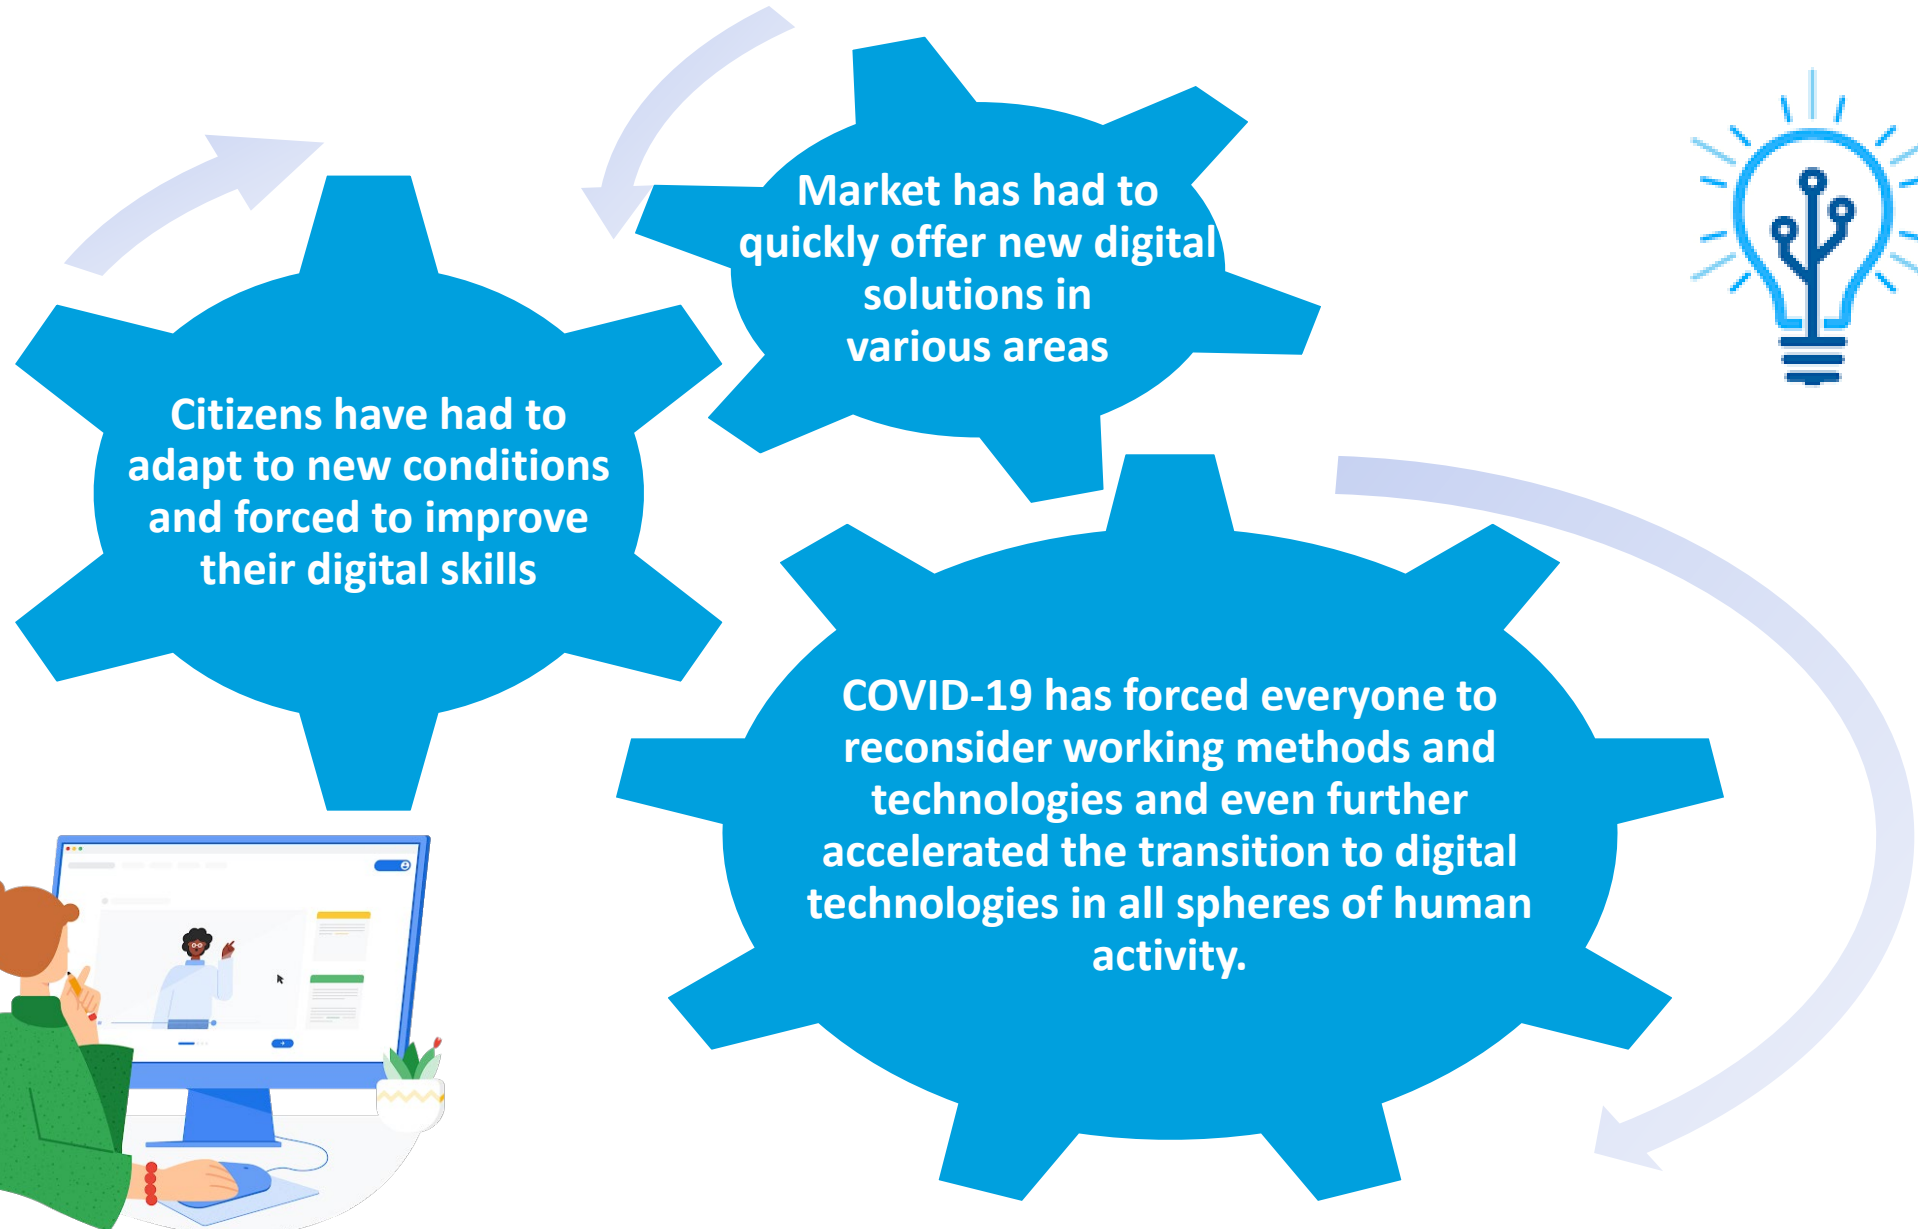 Market has had to
quickly offer new digital
solutions in
various areas
Citizens have had to
adapt to new conditions
and forced to improve
their digital skills
COVID-19 has forced everyone to
reconsider working methods and
technologies and even further
accelerated the transition to digital
technologies in all spheres of human
activity.